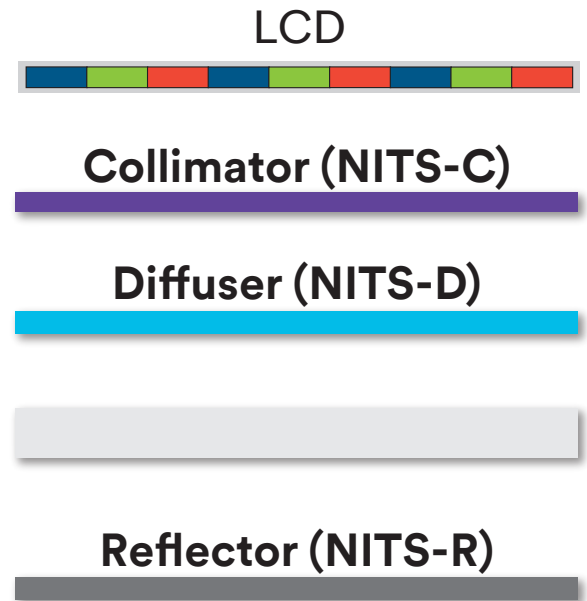 LCD
Collimator (NITS-C)
Diffuser (NITS-D)
Reflector (NITS-R)